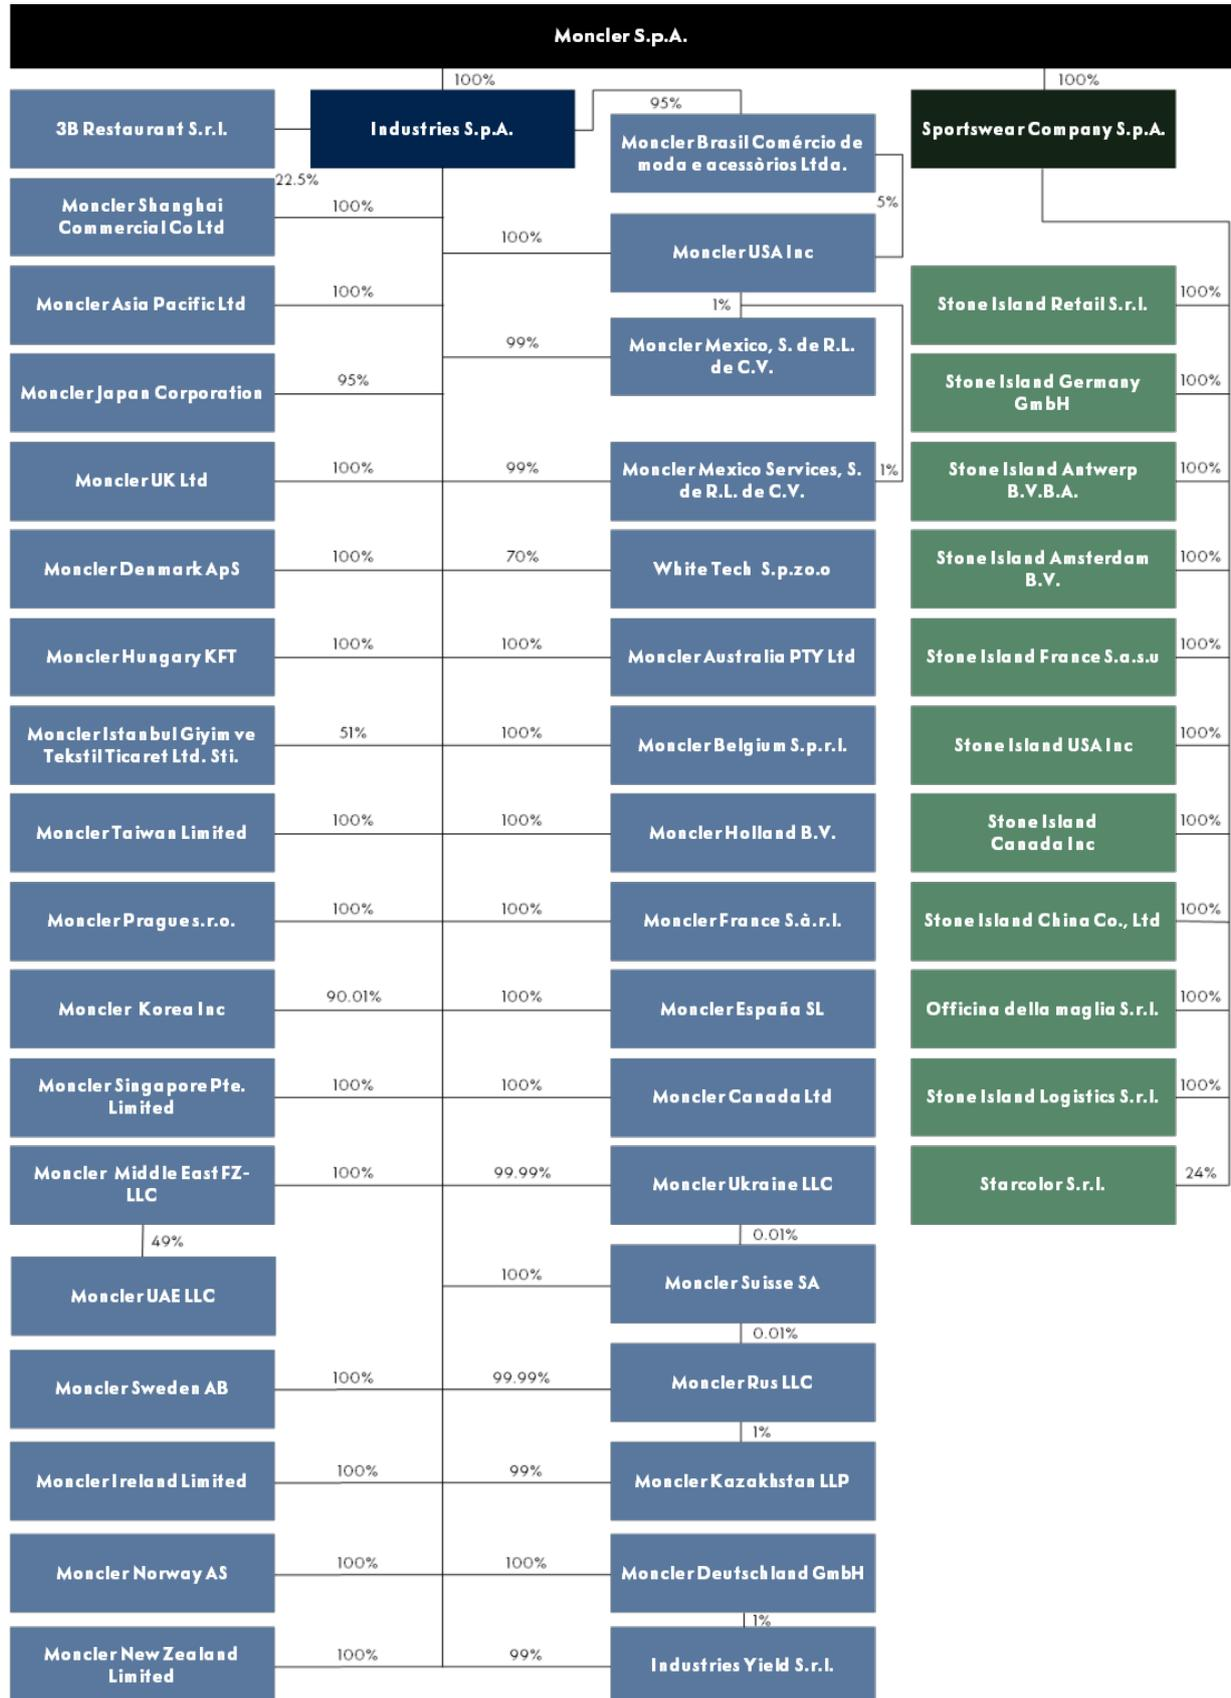 Moncler S.p.A.
100%
100%
3B Restaurant S.r.l.
Industries S.p.A.
95%
Moncler Brasil Comércio de
moda e acessòrios Ltda.
Sportswear Company S.p.A.
22.5%
Moncler Shanghai
Commercial Co Ltd
100%
5%
100%
Moncler USA Inc
Moncler Asia Pacific Ltd
100%
1%
Stone Island Retail S.r.l.
100%
99%
Moncler Mexico, S. de R.L.
de C.V.
Moncler Japan Corporation
95%
Stone Island Germany
GmbH
100%
Moncler UK Ltd
100%
99%
Moncler Mexico Services, S.
de R.L. de C.V.
1%
Stone Island Antwerp
B.V.B.A.
100%
Moncler Denmark ApS
100%
70%
White Tech S.p.zo.o
Stone Island Amsterdam
B.V.
100%
Moncler Hungary KFT
100%
100%
Moncler Australia PTY Ltd
Stone Island France S.a.s.u
100%
Moncler Istanbul Giyim ve
Tekstil Ticaret Ltd. Sti.
51%
100%
Moncler Belgium S.p.r.l.
Stone Island USA Inc
100%
Moncler Taiwan Limited
100%
100%
Moncler Holland B.V.
Stone Island
Canada Inc
100%
Moncler Prague s.r.o.
100%
100%
Moncler France S.à.r.l.
Stone Island China Co., Ltd
100%
Moncler Korea Inc
90.01%
100%
Moncler España SL
Officina della maglia S.r.l.
100%
Moncler Singapore Pte.
Limited
100%
100%
Moncler Canada Ltd
Stone Island Logistics S.r.l.
100%
Moncler Middle East FZ-
LLC
100%
99.99%
Moncler Ukraine LLC
Starcolor S.r.l.
24%
49%
0.01%
Moncler UAE LLC
100%
Moncler Suisse SA
0.01%
Moncler Sweden AB
100%
99.99%
Moncler Rus LLC
1%
Moncler Ireland Limited
100%
99%
Moncler Kazakhstan LLP
Moncler Norway AS
100%
100%
Moncler Deutschland GmbH
1%
Moncler New Zealand
Limited
100%
99%
Industries Yield S.r.l.